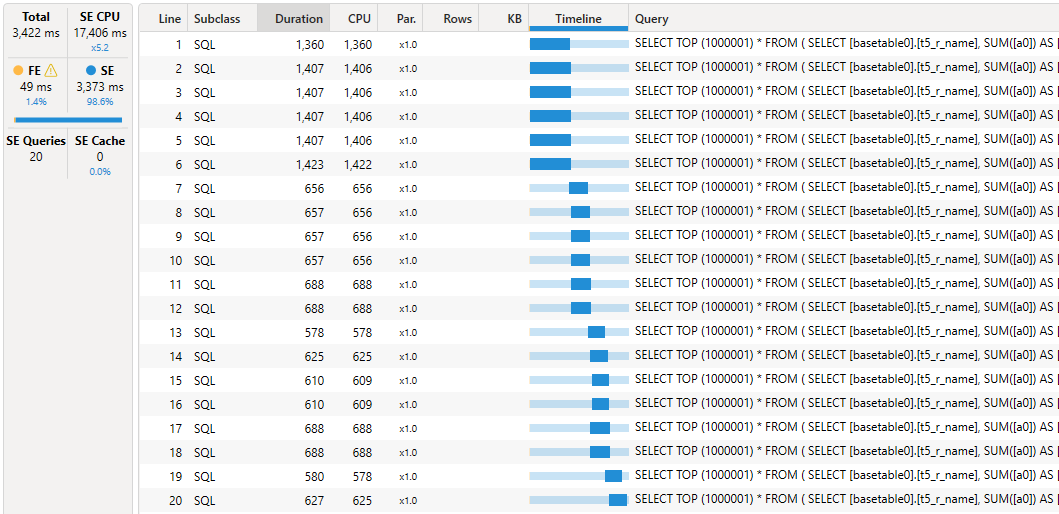 Total SE CPU
3,422 ms 17,406 ms
x5.2
FE SE
49 ms 3,373 ms
1.4% 98.6%
SE Queries SE Cache
20 0
0.0%
Line Subclass Duration CPU Par. Rows KB Timeline Query
1 SQL 1,360 1,360 x1.0 SELECT TOP (1000001) * FROM ( SELECT [basetable0].[t5_r_name], SUM([a0]) AS [
2 SQL 1,407 1,406 x1.0 SELECT TOP (1000001) * FROM ( SELECT [basetable0].[t5_r_name], SUM([a0]) AS [
3 SQL 1,407 1,406 x1.0 SELECT TOP (1000001) * FROM ( SELECT [basetable0].[t5_r_name], SUM([a0]) AS [
4 SQL 1,407 1,406 x1.0 SELECT TOP (1000001) * FROM ( SELECT [basetable0].[t5_r_name], SUM([a0]) AS [
5 SQL 1,407 1,406 x1.0 SELECT TOP (1000001) * FROM ( SELECT [basetable0].[t5_r_name], SUM([a0]) AS [
6 SQL 1,423 1,422 x1.0 SELECT TOP (1000001) * FROM ( SELECT [basetable0].[t5_r_name], SUM([a0]) AS [
7 SQL 656 656 x1.0 SELECT TOP (1000001) * FROM ( SELECT [basetable0].[t5_r_name], SUM([a0]) AS [
8 SQL 657 656 x1.0 SELECT TOP (1000001) * FROM ( SELECT [basetable0].[t5_r_name], SUM([a0]) AS [
9 SQL 657 656 x1.0 SELECT TOP (1000001) * FROM ( SELECT [basetable0].[t5_r_name], SUM([a0]) AS [
10 SQL 657 656 x1.0 SELECT TOP (1000001) * FROM ( SELECT [basetable0].[t5_r_name], SUM([a0]) AS [
11 SQL 688 688 x1.0 SELECT TOP (1000001) * FROM ( SELECT [basetable0].[t5_r_name], SUM([a0]) AS [
12 SQL 688 688 x1.0 SELECT TOP (1000001) * FROM ( SELECT [basetable0].[t5_r_name], SUM([a0]) AS [
13 SQL 578 578 x1.0 SELECT TOP (1000001) * FROM ( SELECT [basetable0].[t5_r_name], SUM([a0]) AS [
14 SQL 625 625 x1.0 SELECT TOP (1000001) * FROM ( SELECT [basetable0].[t5_r_name], SUM([a0]) AS [
15 SQL 610 609 x1.0 SELECT TOP (1000001) * FROM ( SELECT [basetable0].[t5_r_name], SUM([a0]) AS [
16 SQL 610 609 x1.0 SELECT TOP (1000001) * FROM ( SELECT [basetable0].[t5_r_name], SUM([a0]) AS [
17 SQL 688 688 x1.0 SELECT TOP (1000001) * FROM ( SELECT [basetable0].[t5_r_name], SUM([a0]) AS [
18 SQL 688 688 x1.0 SELECT TOP (1000001) * FROM ( SELECT [basetable0].[t5_r_name], SUM([a0]) AS [
19 SQL 580 578 x1.0 SELECT TOP (1000001) * FROM ( SELECT [basetable0].[t5_r_name], SUM([a0]) AS [
20 SQL 627 625 x1.0 SELECT TOP (1000001) * FROM ( SELECT [basetable0].[t5_r_name], SUM([a0]) AS [